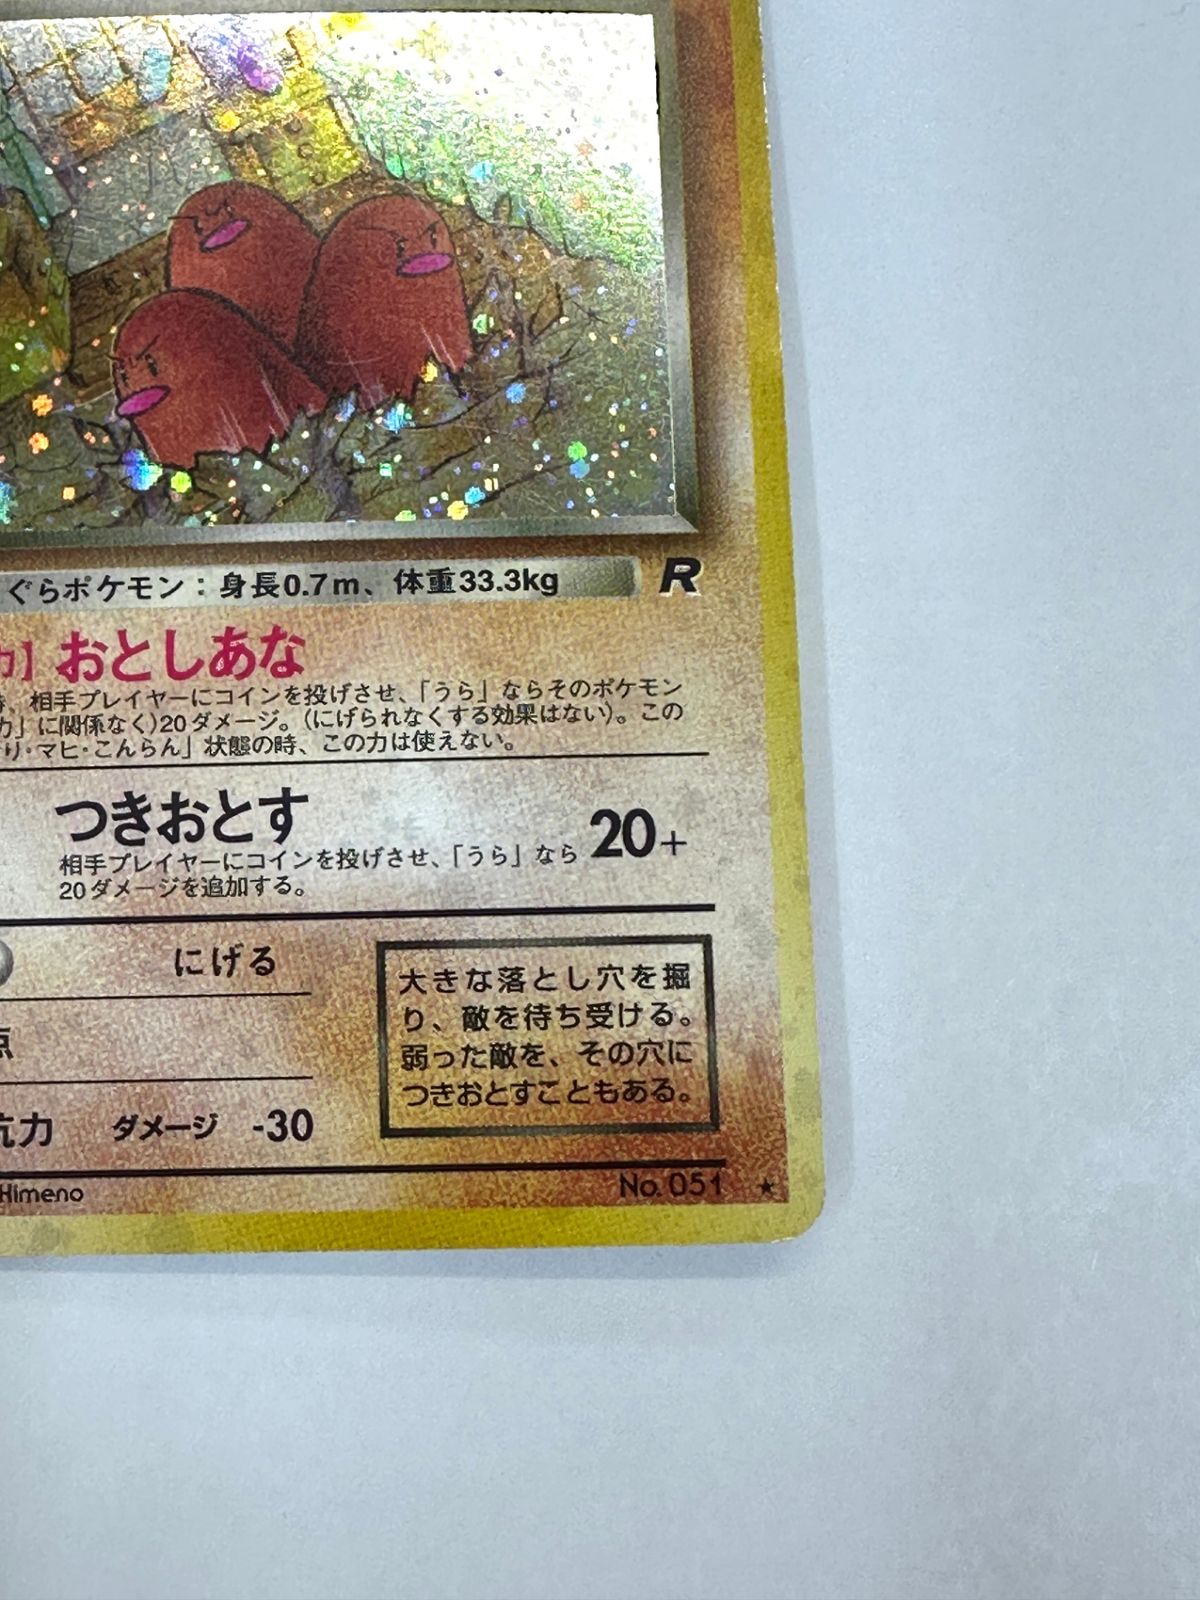 ぐらポケモン：身長0.7m、体重33.3kg
R
力】おとしあな
、相手プレイヤーにコインを投げさせ、「うら」ならそのポケモン
力」に関係なく)20ダメージ。(にげられなくする効果はない)。この
り・マヒ・こんらん」状態の時、この力は使えない。
つきおとす 20+
相手プレイヤーにコインを投げさせ、「うら」なら
20ダメージを追加する。
にげる
点
抗力 ダメージ -30
大きな落とし穴を掘
り、敵を待ち受ける。
弱った敵を、その穴に
つきおとすこともある。
Himeno
No. 051 ★